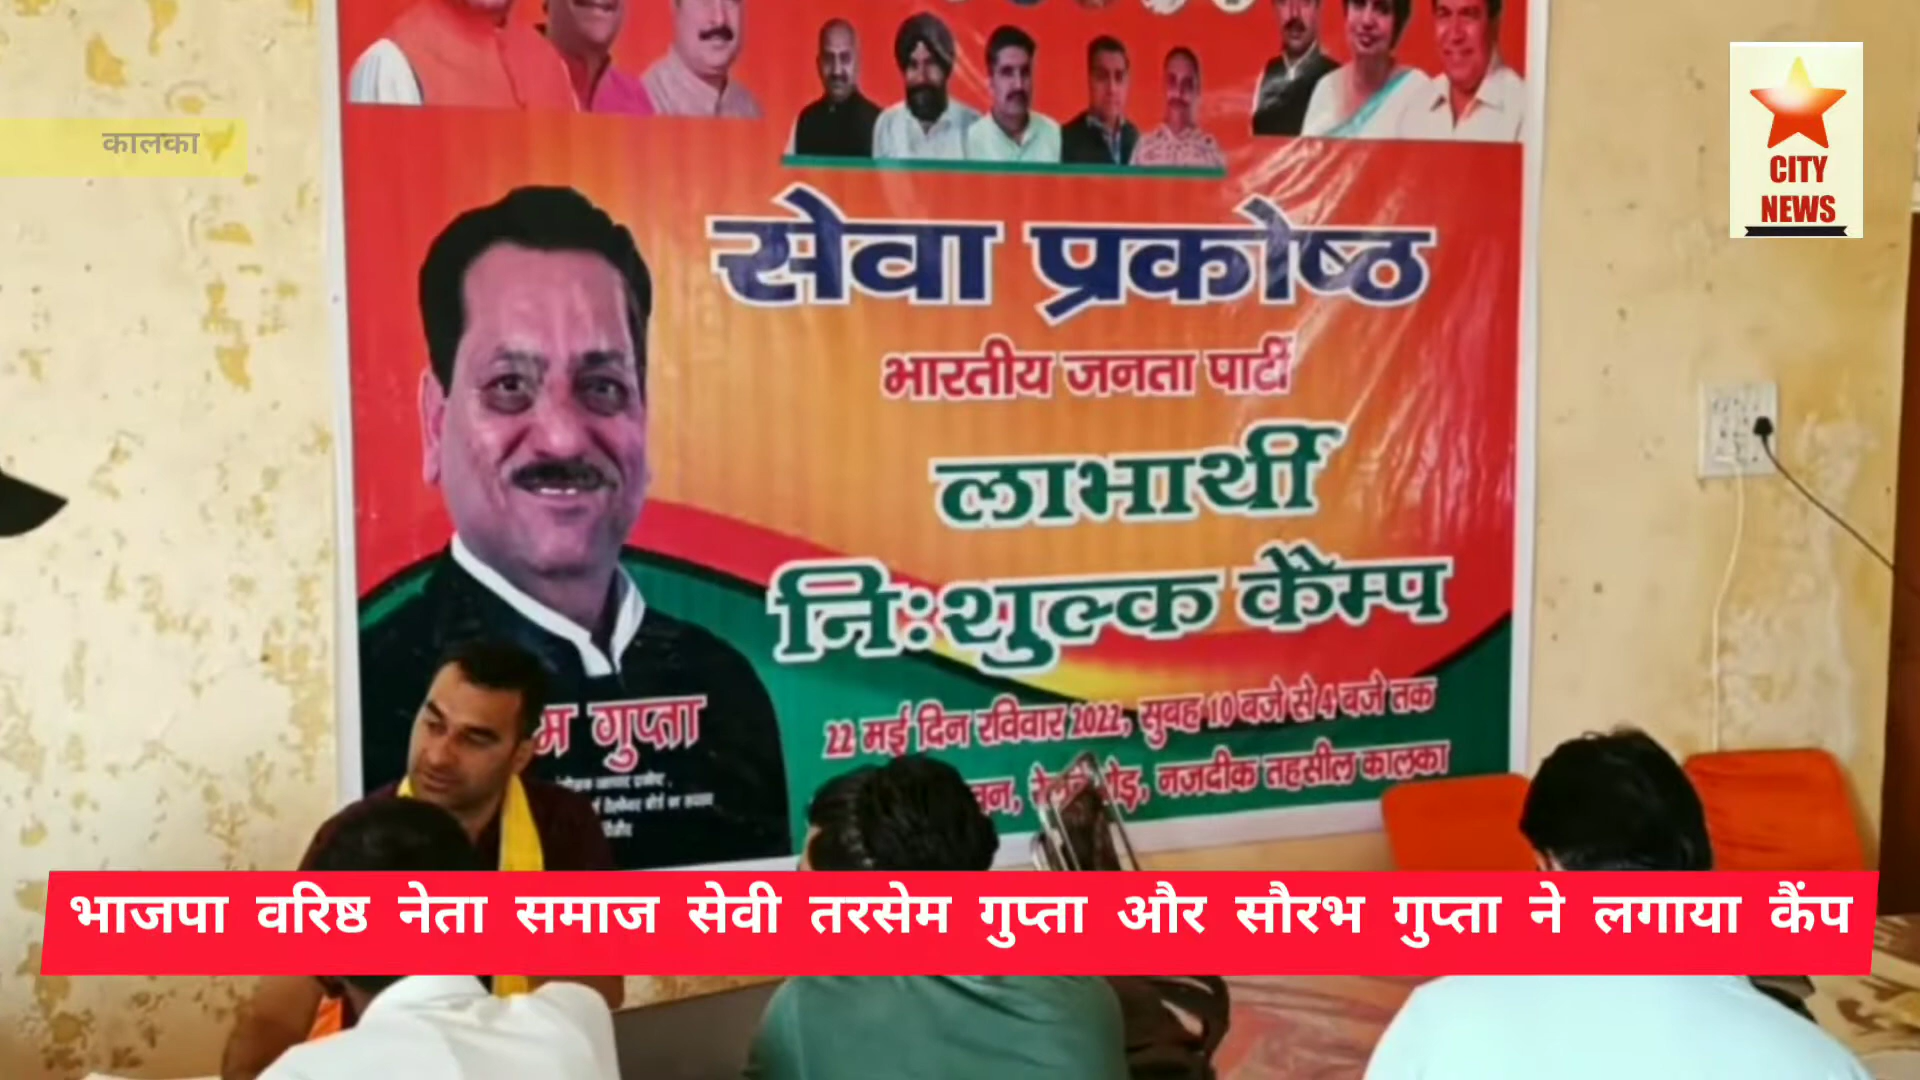 कालका
CITY
NEWS
सेवा प्रकोष्ठ
भारतीय जनता पार्टी
लाभार्थी
निःशुल्क कैम्प
गुप्ता
22 मई दिन रविवार 2022, सुबह 10 बजे से 4 बजे तक
नजदीक तहसील कालका
भाजपा वरिष्ठ नेता समाज सेवी तरसेम गुप्ता और सौरभ गुप्ता ने लगाया कैंप